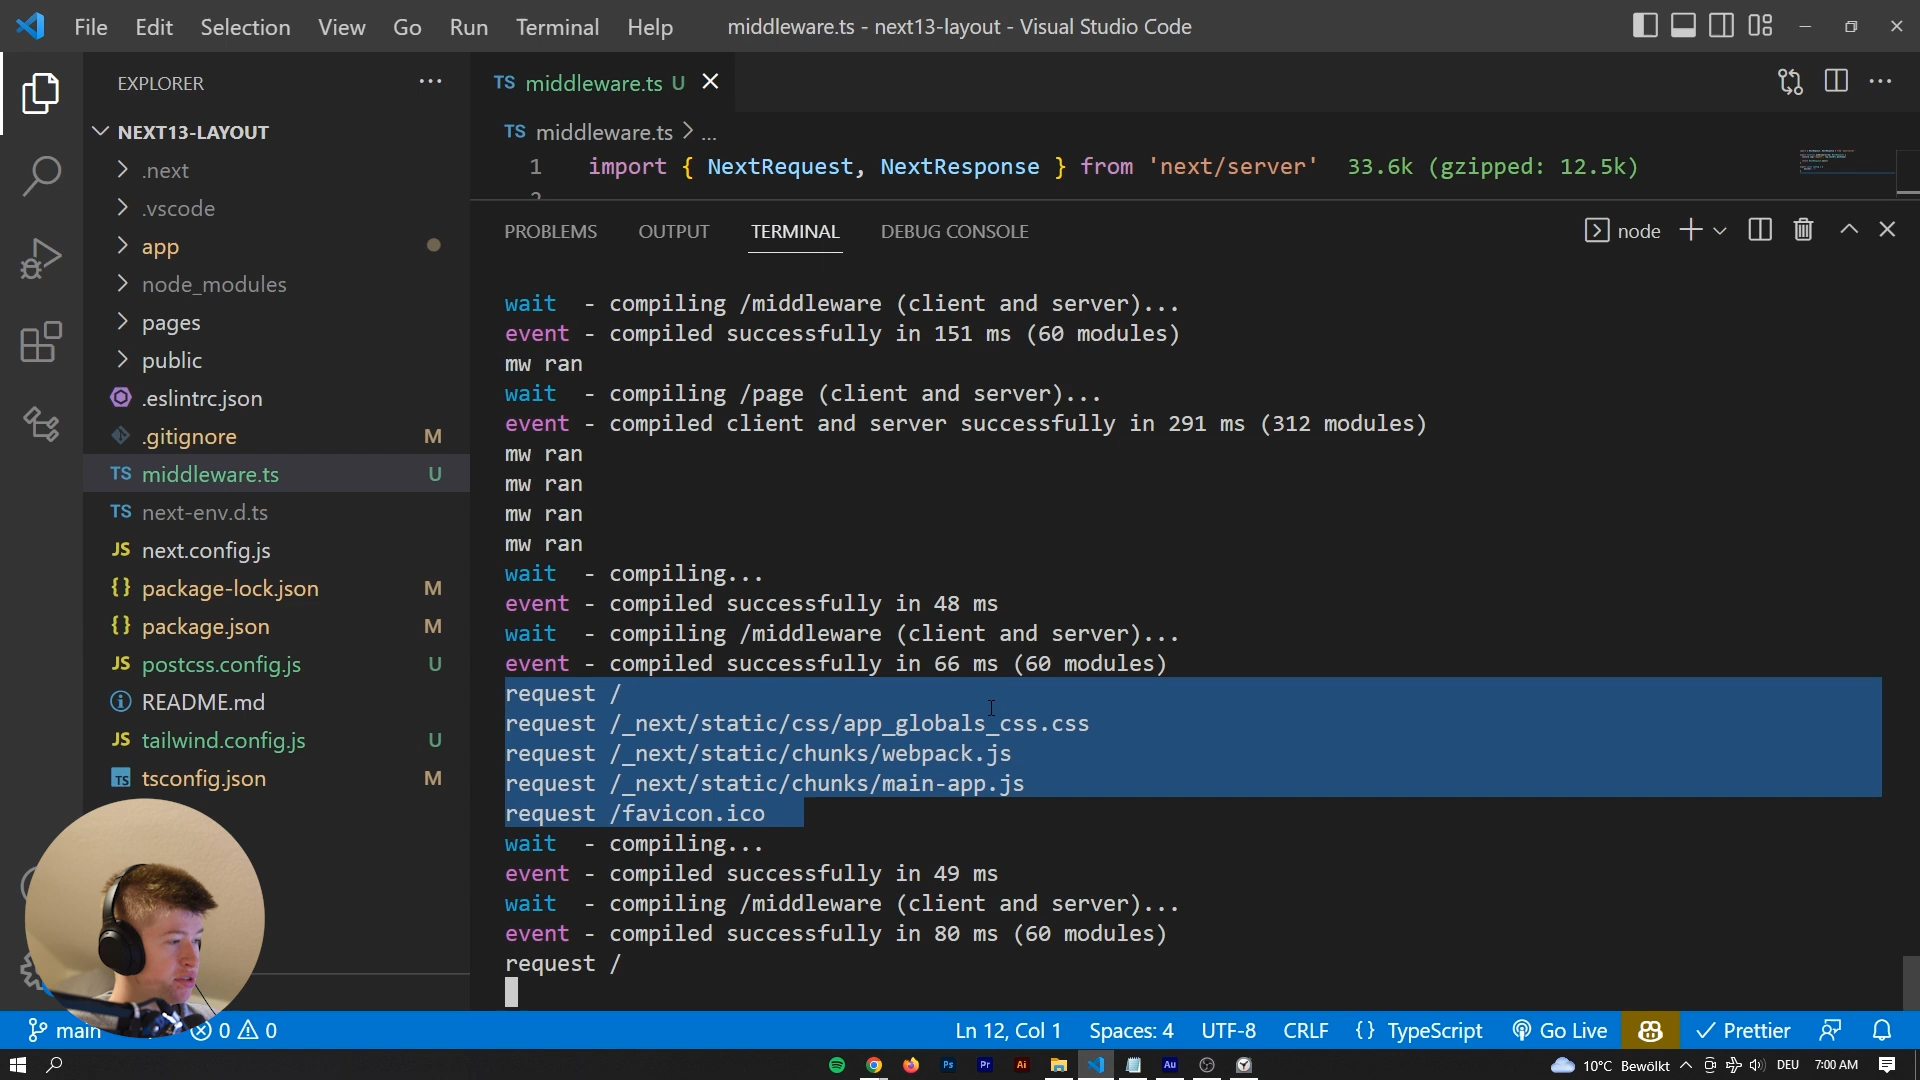 File Edit Selection View Go Run Terminal Help middleware.ts - next13-layout - Visual Studio Code
EXPLORER
TS middleware.ts U
NEXT13-LAYOUT
TS middleware.ts > ...
.next
1 import { NextRequest, NextResponse } from 'next/server' 33.6k (gzipped: 12.5k)
.vscode
app
node_modules
pages
public
.eslintrc.json
.gitignore M
TS middleware.ts U
TS next-env.d.ts
JS next.config.js
{} package-lock.json M
{} package.json M
JS postcss.config.js U
README.md
JS tailwind.config.js U
TS tsconfig.json M
PROBLEMS OUTPUT TERMINAL DEBUG CONSOLE node
wait - compiling /middleware (client and server)...
event - compiled successfully in 151 ms (60 modules)
mw ran
wait - compiling /page (client and server)...
event - compiled client and server successfully in 291 ms (312 modules)
mw ran
mw ran
mw ran
mw ran
wait - compiling...
event - compiled successfully in 48 ms
wait - compiling /middleware (client and server)...
event - compiled successfully in 66 ms (60 modules)
request /
request /_next/static/css/app_globals_css.css
request /_next/static/chunks/webpack.js
request /_next/static/chunks/main-app.js
request /favicon.ico
wait - compiling...
event - compiled successfully in 49 ms
wait - compiling /middleware (client and server)...
event - compiled successfully in 80 ms (60 modules)
request /
main 0 0 Ln 12, Col 1 Spaces: 4 UTF-8 CRLF {} TypeScript Go Live Prettier
Ps Pr Ai Au 10°C Bewölkt DEU 7:00 AM